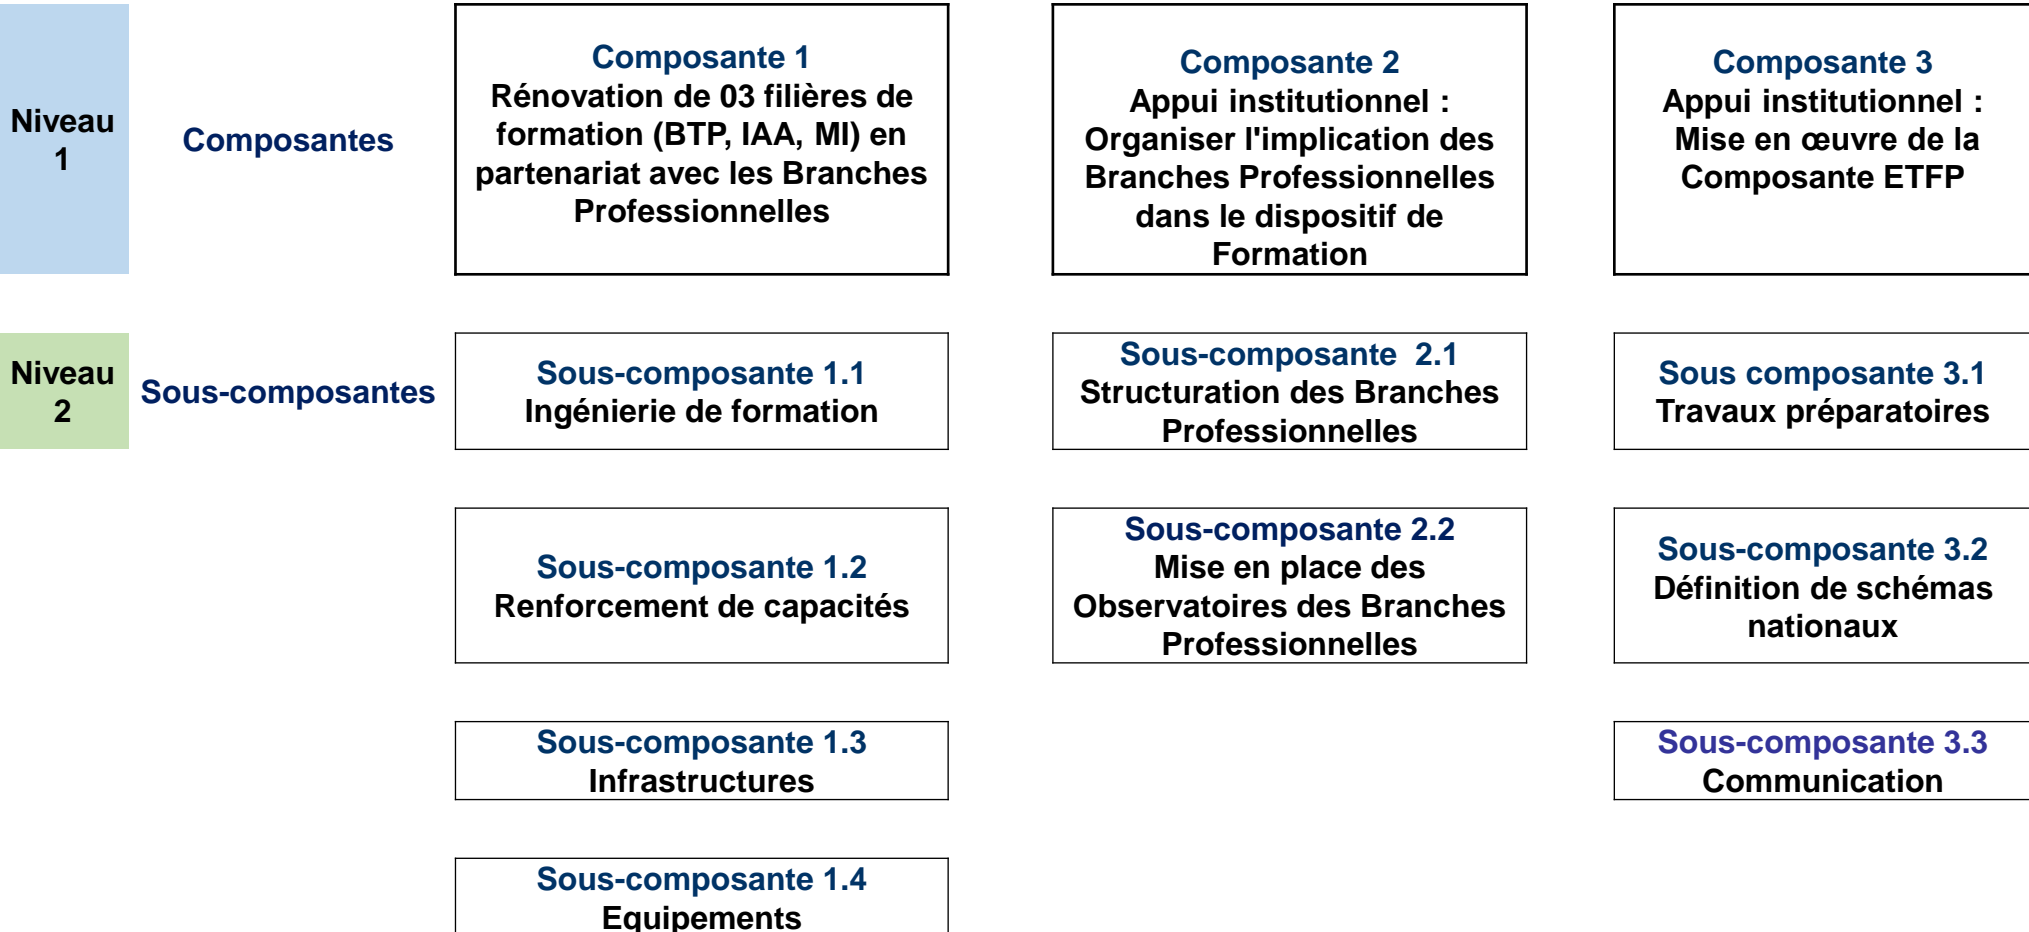 Niveau
1
Composantes
Composante 1
Rénovation de 03 filières de
formation (BTP, IAA, MI) en
partenariat avec les Branches
Professionnelles
Composante 2
Appui institutionnel :
Organiser l'implication des
Branches Professionnelles
dans le dispositif de
Formation
Composante 3
Appui institutionnel :
Mise en œuvre de la
Composante ETFP
Niveau
2
Sous-composantes
Sous-composante 1.1
Ingénierie de formation
Sous-composante  2.1
Structuration des Branches
Professionnelles
Sous composante 3.1
Travaux préparatoires
Sous-composante 1.2
Renforcement de capacités
Sous-composante 2.2
Mise en place des
Observatoires des Branches
Professionnelles
Sous-composante 3.2
Définition de schémas
nationaux
Sous-composante 1.3
Infrastructures
Sous-composante 3.3
Communication
Sous-composante 1.4
Equipements